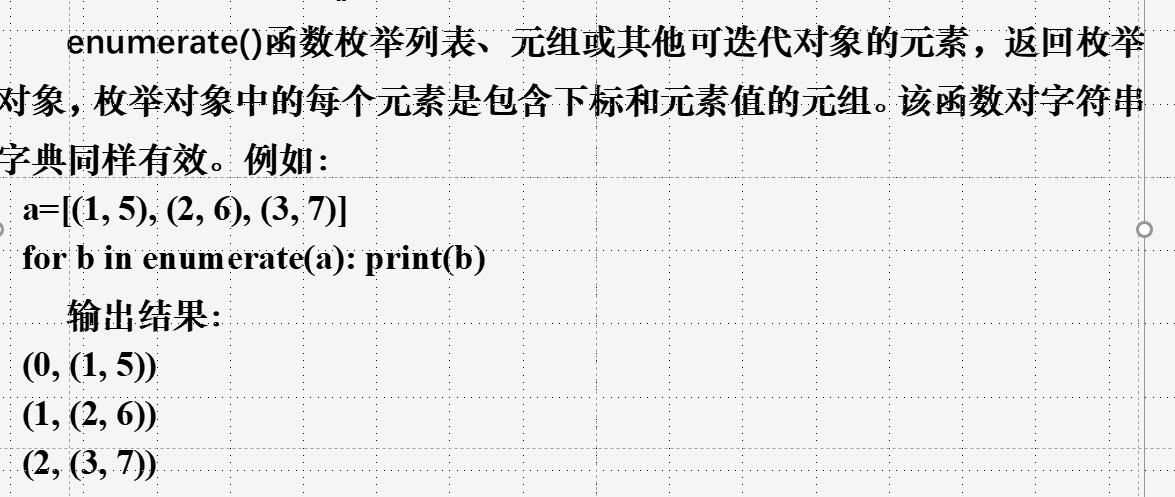 enumerate()函数枚举列表、元组或其他可迭代对象的元素，返回枚举
对象，枚举对象中的每个元素是包含下标和元素值的元组。该函数对字符串
字典同样有效。例如：
a=[(1, 5), (2, 6), (3, 7)]
for b in enumerate(a): print(b)
输出结果：
(0, (1, 5))
(1, (2, 6))
(2, (3, 7))